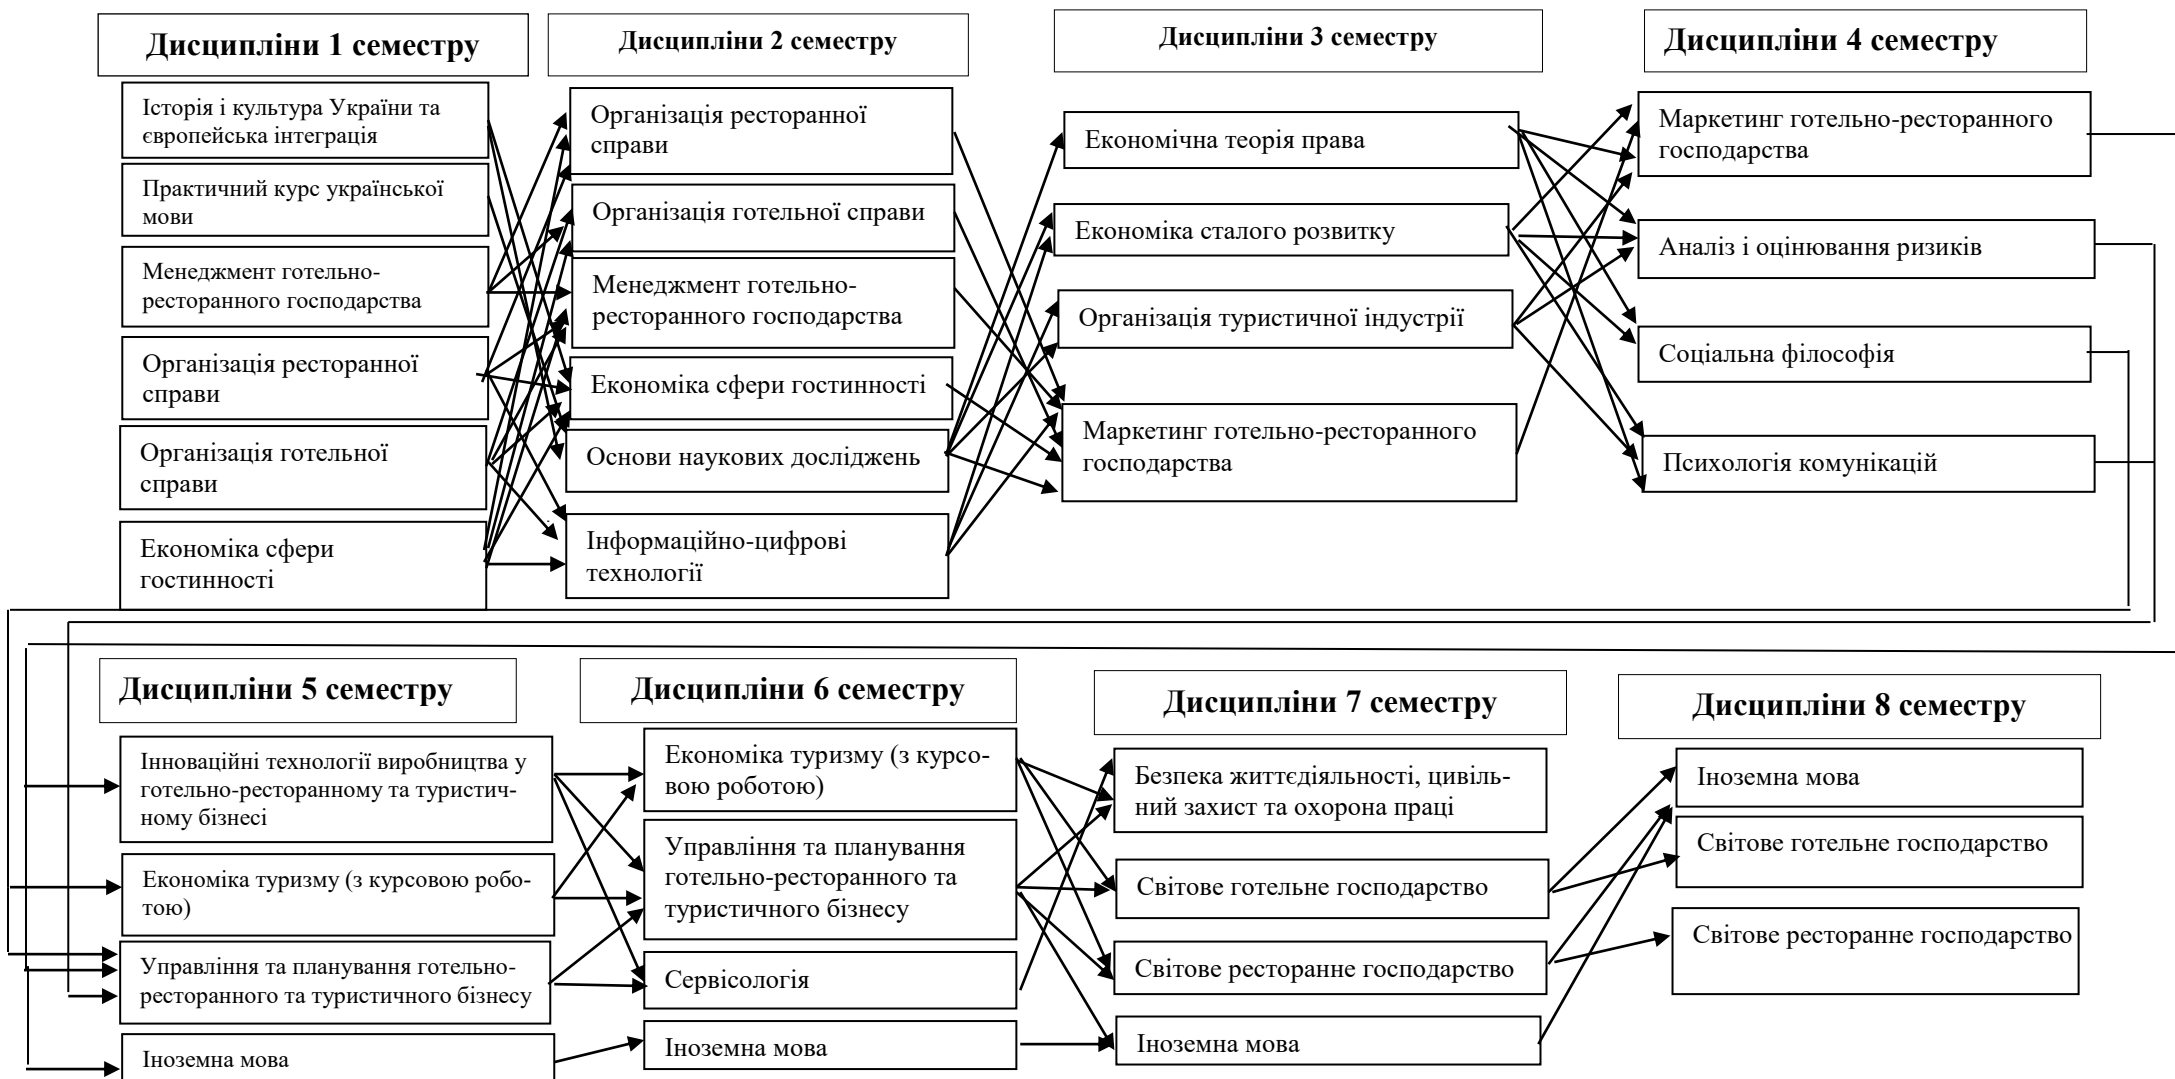 Дисципліни 1 семестру
Історія і культура України та
європейська інтеграція
Практичний курс української
мови
Менеджмент готельно-
ресторанного господарства
Організація ресторанної
справи
Організація готельної
справи
Економіка сфери
гостинності
Дисципліни 2 семестру
Організація ресторанної
справи
Організація готельної справи
Менеджмент готельно-
ресторанного господарства
Економіка сфери гостинності
Основи наукових досліджень
Інформаційно-цифрові
технології
Дисципліни 3 семестру
Економічна теорія права
Економіка сталого розвитку
Організація туристичної індустрії
Маркетинг готельно-ресторанного
господарства
Дисципліни 4 семестру
Маркетинг готельно-ресторанного
господарства
Аналіз і оцінювання ризиків
Соціальна філософія
Психологія комунікацій
Дисципліни 5 семестру
Інноваційні технології виробництва у
готельно-ресторанному та туристич-
ному бізнесі
Економіка туризму (з курсовою робо-
тою)
Управління та планування готельно-
ресторанного та туристичного бізнесу
Іноземна мова
Дисципліни 6 семестру
Економіка туризму (з курсо-
вою роботою)
Управління та планування
готельно-ресторанного та
туристичного бізнесу
Сервісологія
Іноземна мова
Дисципліни 7 семестру
Безпека життєдіяльності, цивіль-
ний захист та охорона праці
Світове готельне господарство
Світове ресторанне господарство
Іноземна мова
Дисципліни 8 семестру
Іноземна мова
Світове готельне господарство
Світове ресторанне господарство